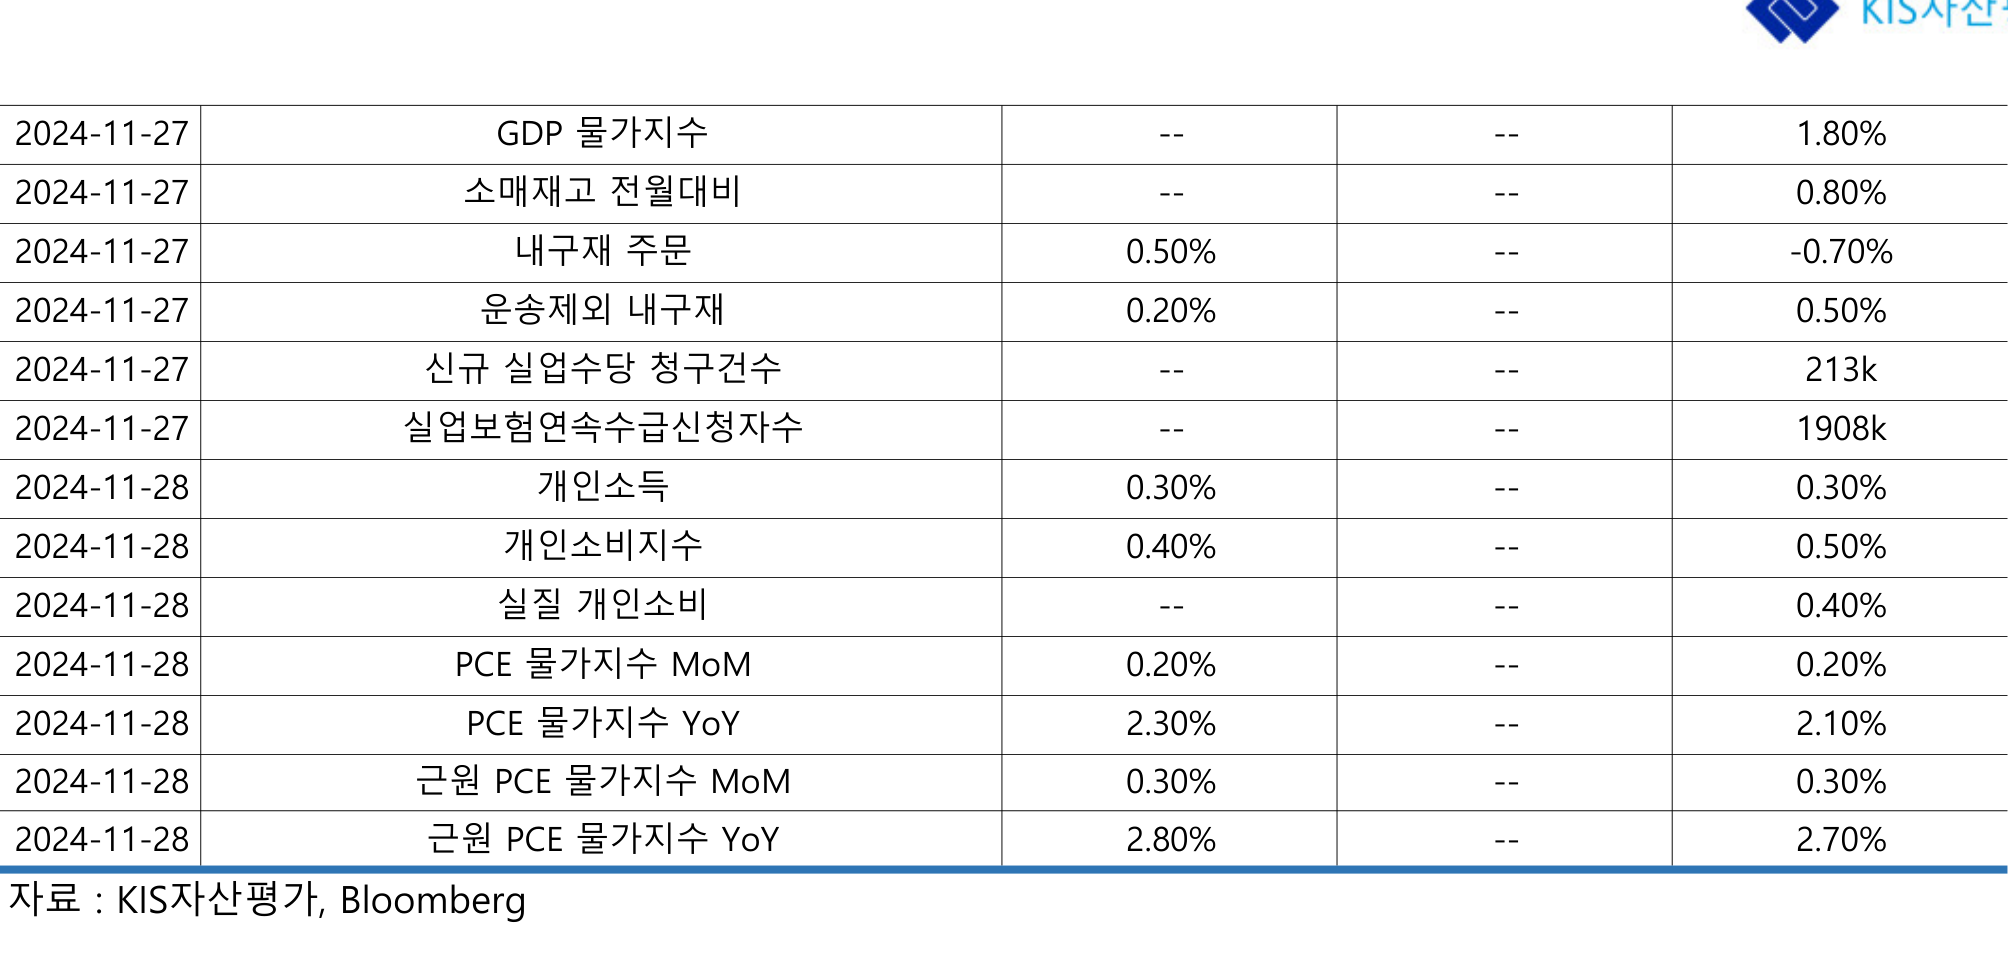 KIS자산
2024-11-27 GDP 물가지수 -- -- 1.80%
2024-11-27 소매재고 전월대비 -- -- 0.80%
2024-11-27 내구재 주문 0.50% -- -0.70%
2024-11-27 운송제외 내구재 0.20% -- 0.50%
2024-11-27 신규 실업수당 청구건수 -- -- 213k
2024-11-27 실업보험연속수급신청자수 -- -- 1908k
2024-11-28 개인소득 0.30% -- 0.30%
2024-11-28 개인소비지수 0.40% -- 0.50%
2024-11-28 실질 개인소비 -- -- 0.40%
2024-11-28 PCE 물가지수 MoM 0.20% -- 0.20%
2024-11-28 PCE 물가지수 YoY 2.30% -- 2.10%
2024-11-28 근원 PCE 물가지수 MoM 0.30% -- 0.30%
2024-11-28 근원 PCE 물가지수 YoY 2.80% -- 2.70%
자료 : KIS자산평가, Bloomberg